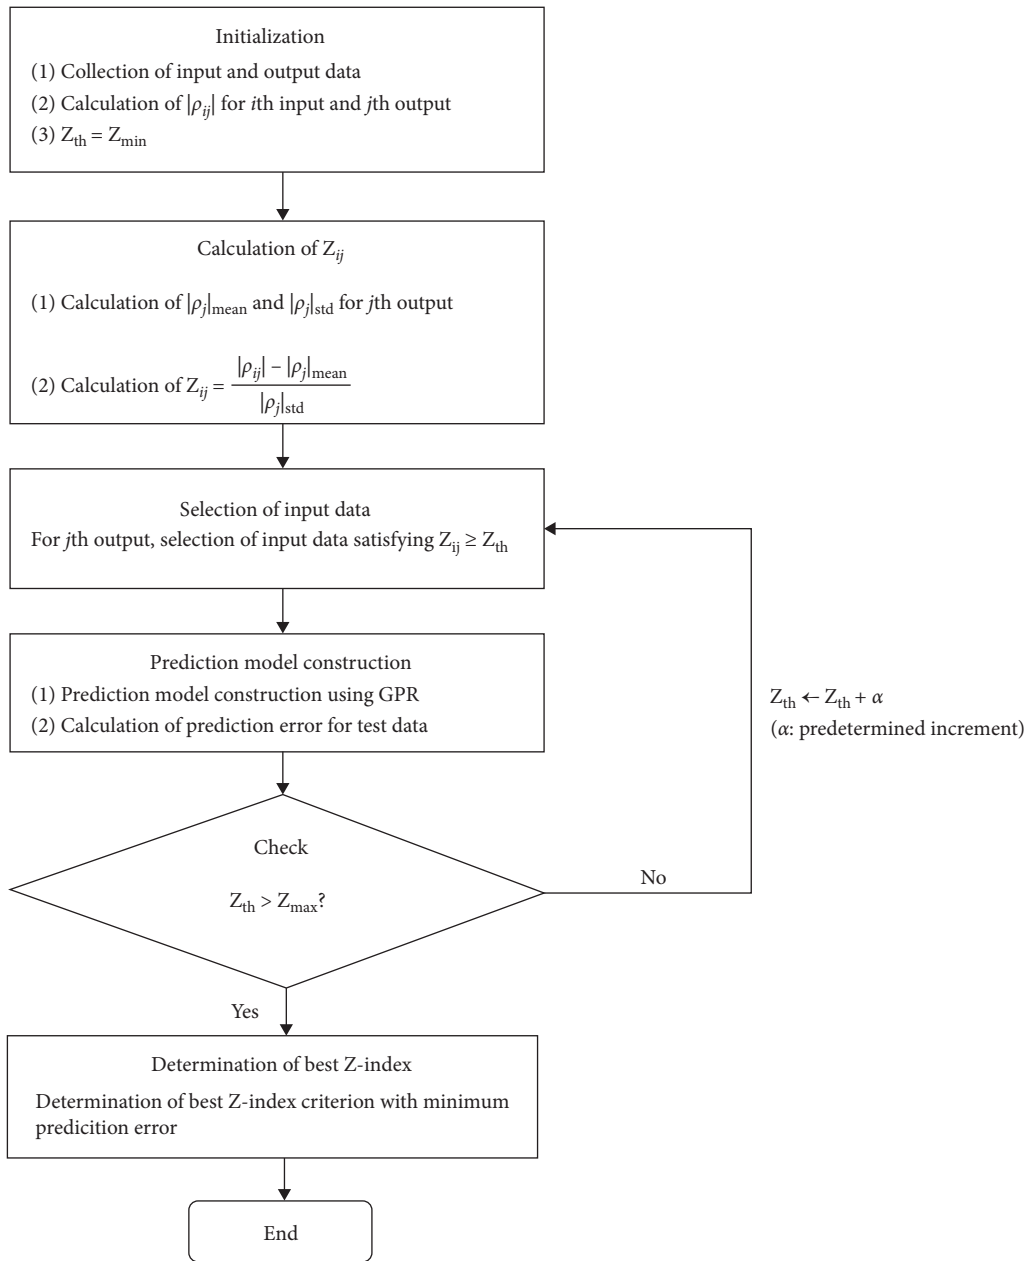 Initialization
(1) Collection of input and output data
(2) Calculation of |ρij| for ith input and jth output
(3) Zth = Zmin
Calculation of Zij
(1) Calculation of |ρj|mean and |ρj|std for jth output
(2) Calculation of Zij = |ρij| – |ρj|mean
|ρj|std
Selection of input data
For jth output, selection of input data satisfying Zij ≥ Zth
Prediction model construction
(1) Prediction model construction using GPR
(2) Calculation of prediction error for test data
Zth ← Zth + α
(α: predetermined increment)
Check
Zth > Zmax?
No
Yes
Determination of best Z-index
Determination of best Z-index criterion with minimum
predicition error
End